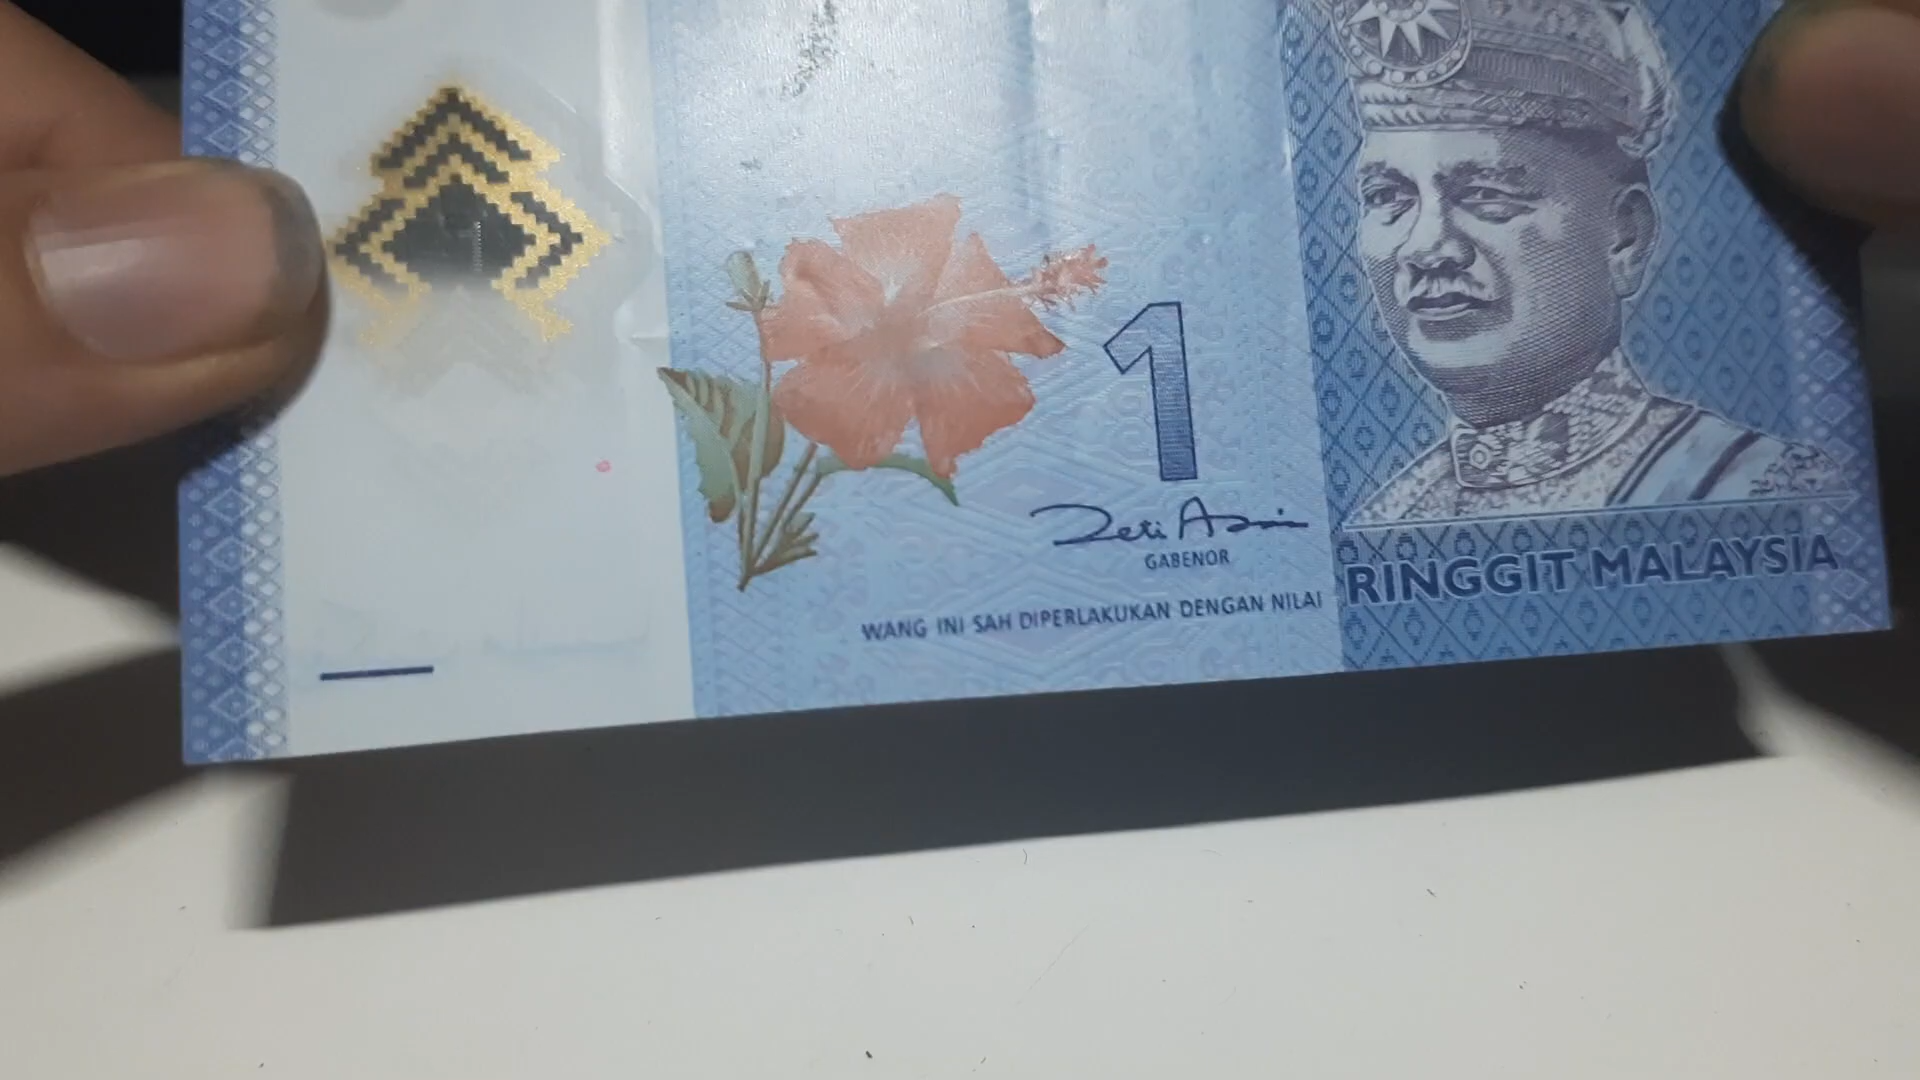 1
Zeti Aziz
GABENOR
WANG INI SAH DIPERLAKUKAN DENGAN NILAI
RINGGIT MALAYSIA